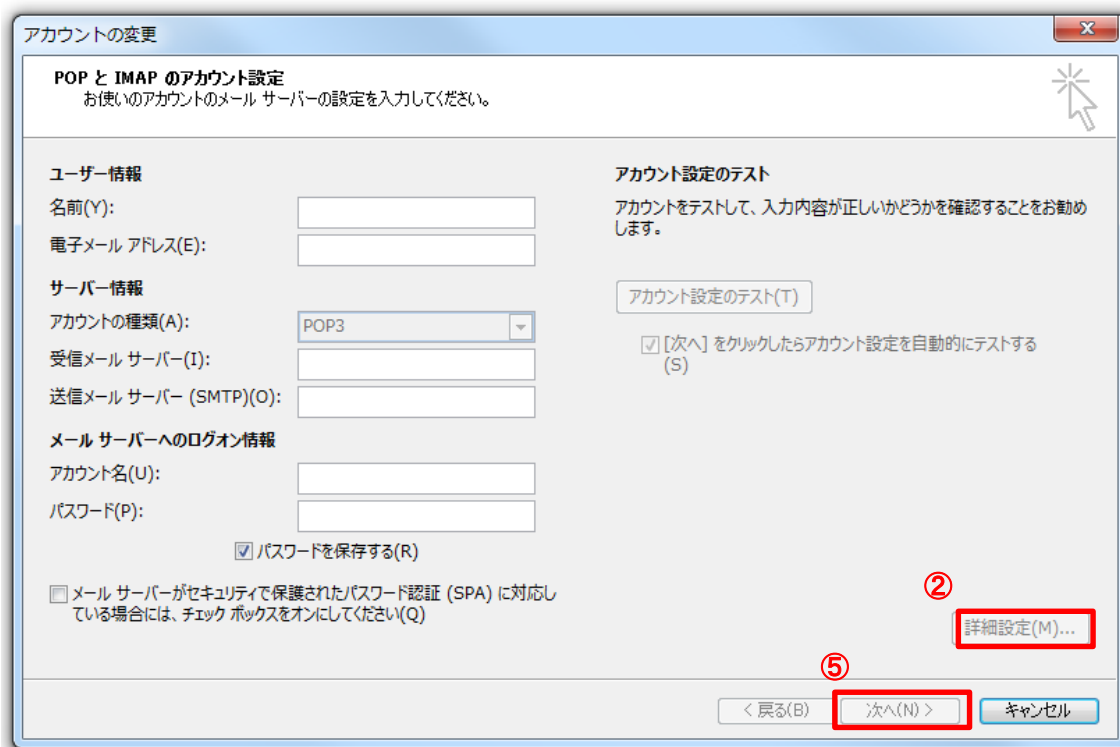 アカウントの変更
POP と IMAP のアカウント設定
お使いのアカウントのメール サーバーの設定を入力してください。
ユーザー情報
名前(Y):
電子メール アドレス(E):
サーバー情報
アカウントの種類(A):
POP3
受信メール サーバー(I):
送信メール サーバー (SMTP)(O):
メール サーバーへのログオン情報
アカウント名(U):
パスワード(P):
パスワードを保存する(R)
メール サーバーがセキュリティで保護されたパスワード認証 (SPA) に対応し
ている場合には、チェック ボックスをオンにしてください(Q)
アカウント設定のテスト
アカウントをテストして、入力内容が正しいかどうかを確認することをお勧め
します。
アカウント設定のテスト(T)
[次へ] をクリックしたらアカウント設定を自動的にテストする
(S)
②
詳細設定(M)...
⑤
< 戻る(B)
次へ(N) >
キャンセル